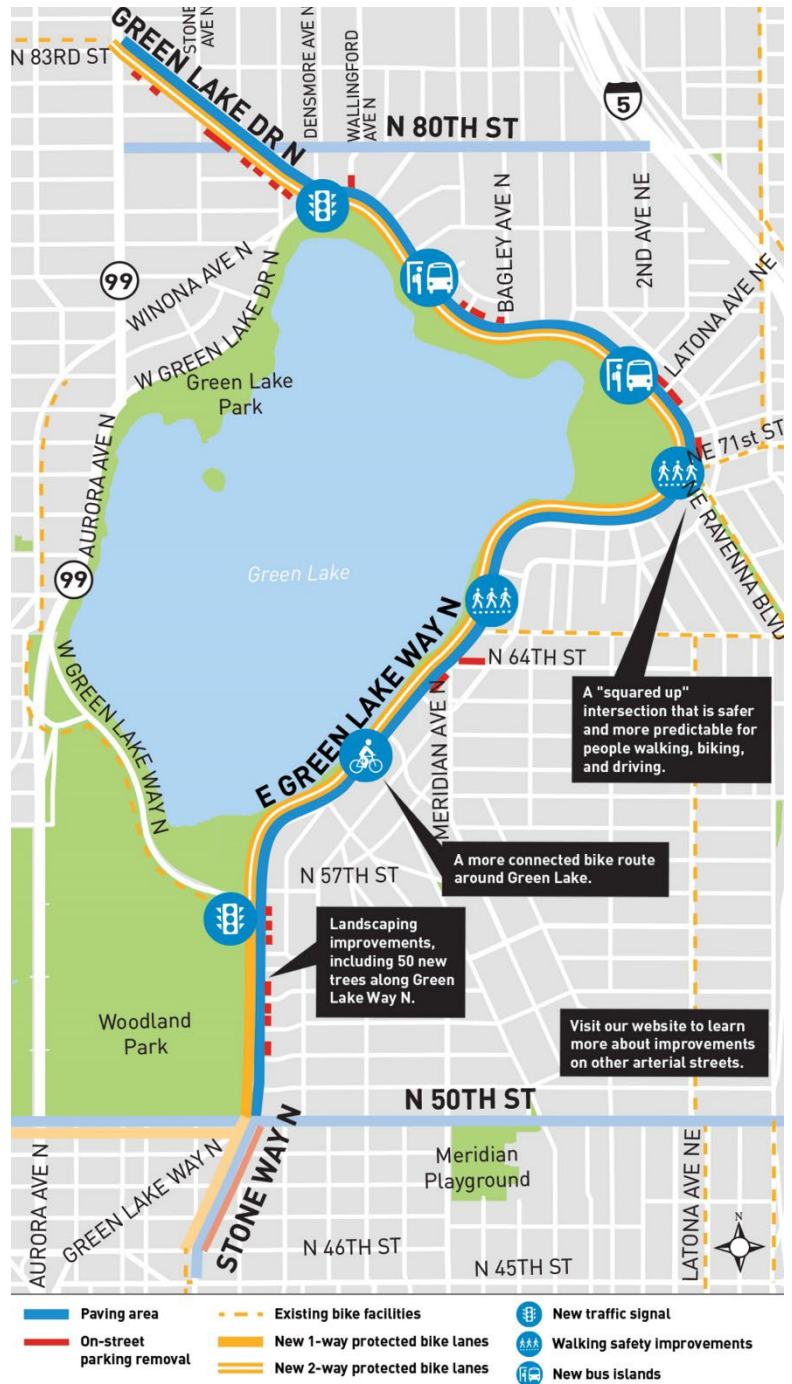 GREEN LAKE DR N
STONE
AVE N
N 83RD ST
DENSMORE AVE N
WALLINGFORD
AVE N
5
N 80TH ST
BAGLEY AVE N
2ND AVE NE
99
WINONA AVE N
W GREEN LAKE DR N
LATONA AVE NE
Green Lake
Park
AURORA AVE N
NE 71st ST
NE RAVENNA BLVD
99
Green Lake
W GREEN LAKE WAY N
E GREEN LAKE WAY N
MERIDIAN AVE N
N 64TH ST
A "squared up"
intersection that is safer
and more predictable for
people walking, biking,
and driving.
A more connected bike route
around Green Lake.
N 57TH ST
Landscaping
improvements,
including 50 new
trees along Green
Lake Way N.
Woodland
Park
Visit our website to learn
more about improvements
on other arterial streets.
N 50TH ST
AURORA AVE N
GREEN LAKE WAY N
STONE WAY N
Meridian
Playground
LATONA AVE NE
N
N 46TH ST
N 45TH ST
Paving area
On-street
parking removal
Existing bike facilities
New 1-way protected bike lanes
New 2-way protected bike lanes
New traffic signal
Walking safety improvements
New bus islands